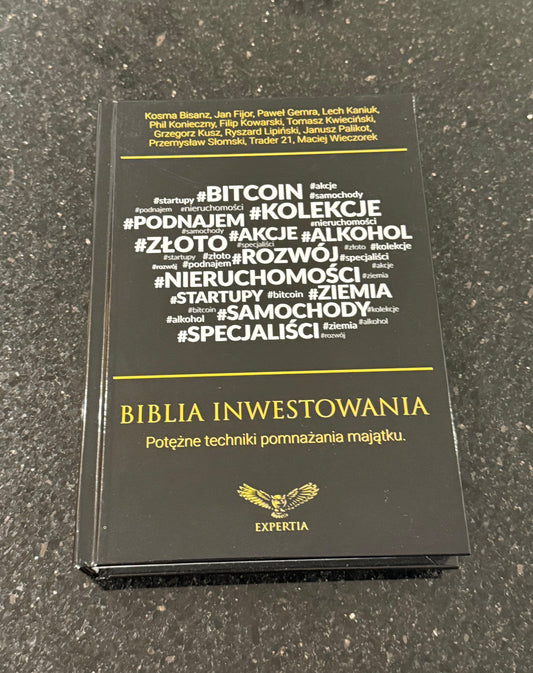 Kosma Bisanz, Jan Fijor, Paweł Gemra, Lech Kaniuk,
Phil Konieczny, Filip Kowarski, Tomasz Kwieciński,
Grzegorz Kusz, Ryszard Lipiński, Janusz Palikot,
Przemysław Słomski, Trader 21, Maciej Wieczorek
#startupy #BITCOIN #akcje #samochody
#podnajem #nieruchomości #KOLEKCJE
#PODNAJEM #nieruchomości
#samochody #AKCJE #ALKOHOL
#ZŁOTO #specjaliści #złoto #kolekcje
#startupy #złoto #ROZWÓJ #specjaliści
#rozwój #podnajem #akcje
#NIERUCHOMOŚCI #ziemia
#STARTUPY #bitcoin #ZIEMIA
#bitcoin #SAMOCHODY #kolekcje
#alkohol #ziemia #alkohol
#SPECJALIŚCI #rozwój
BIBLIA INWESTOWANIA
Potężne techniki pomnażania majątku.
EXPERTIA